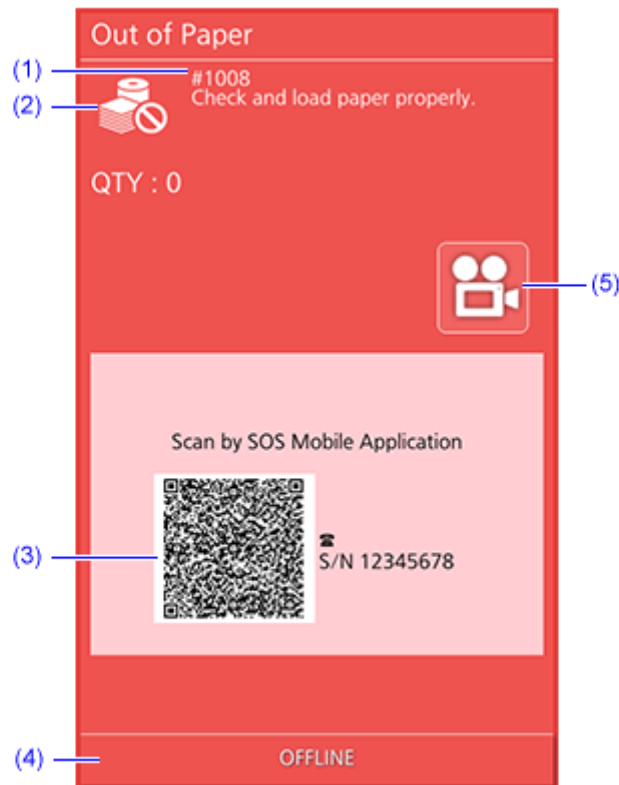 Out of Paper
(1)
#1008
(2)
Check and load paper properly.
QTY : 0
(5)
Scan by SOS Mobile Application
(3)
☎
S/N 12345678
(4)
OFFLINE